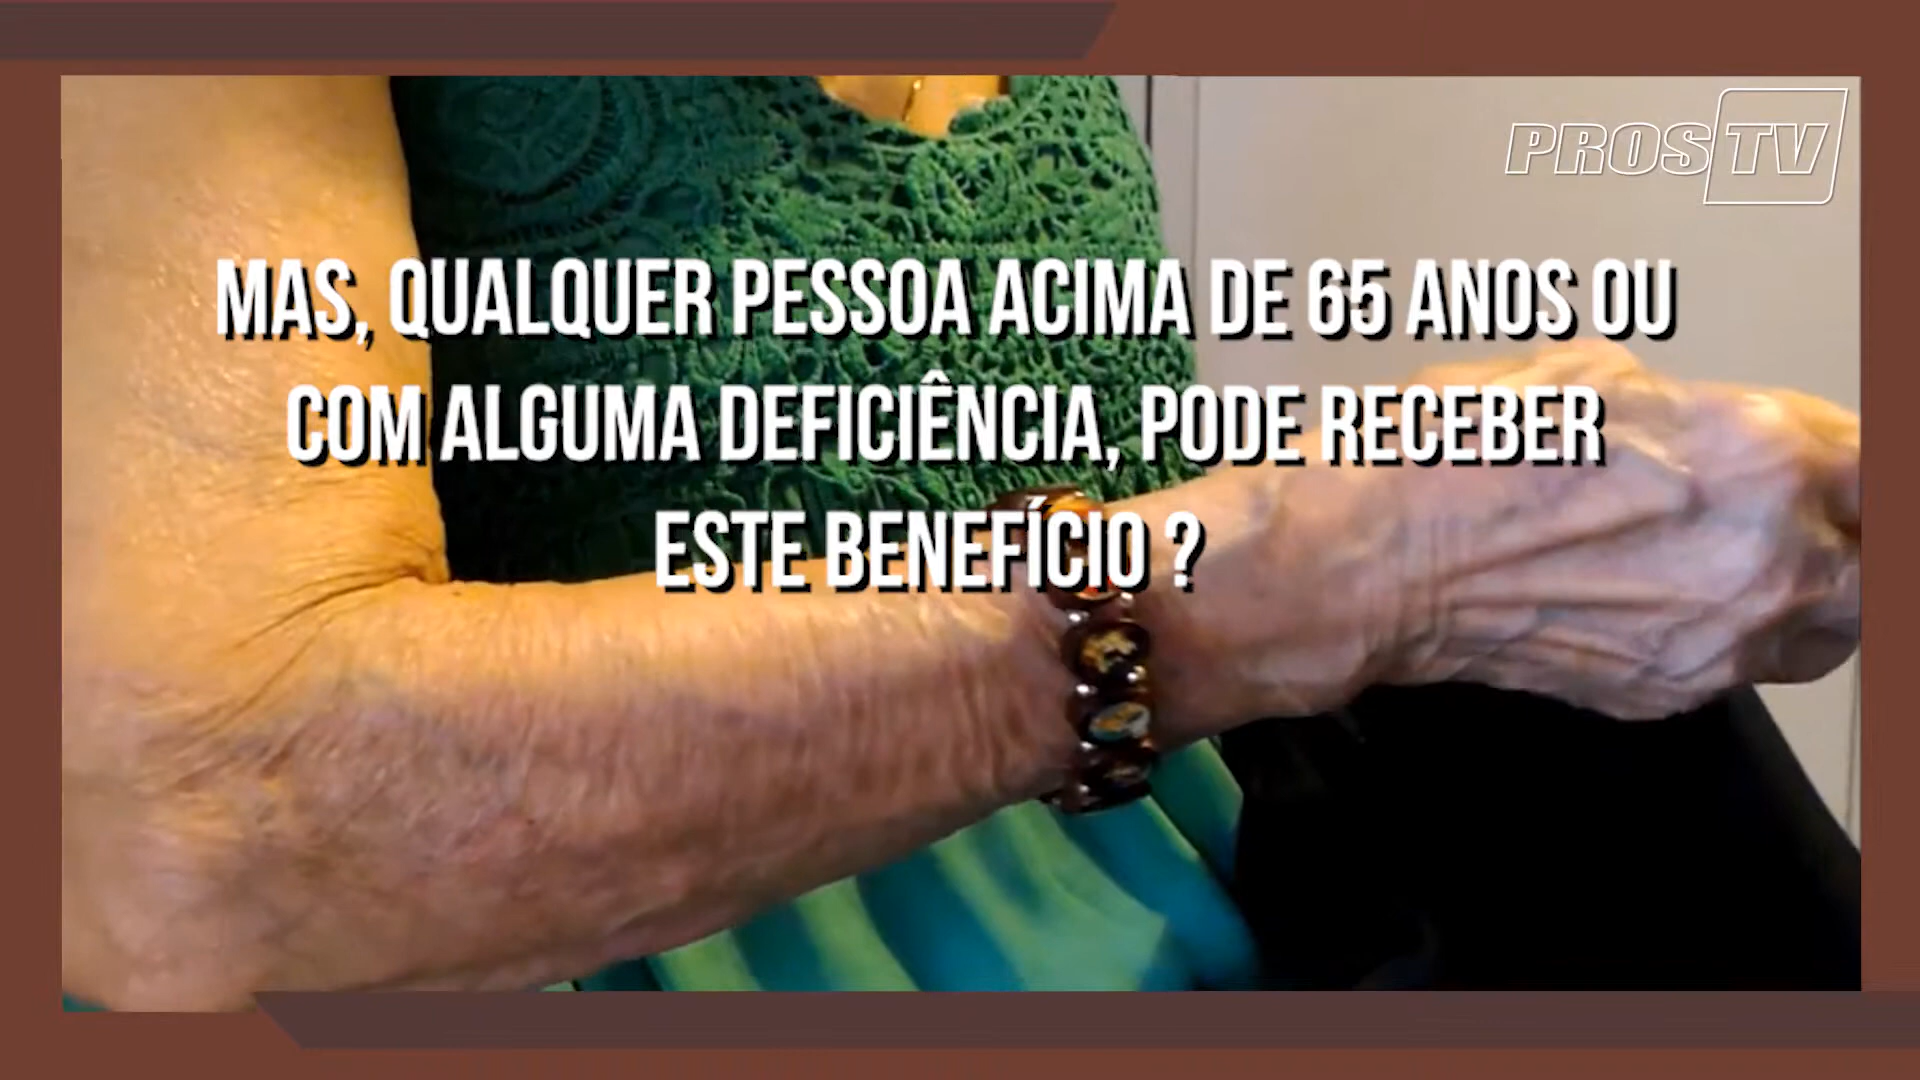 PROS TV
MAS, QUALQUER PESSOA ACIMA DE 65 ANOS OU
COM ALGUMA DEFICIÊNCIA, PODE RECEBER
ESTE BENEFÍCIO ?